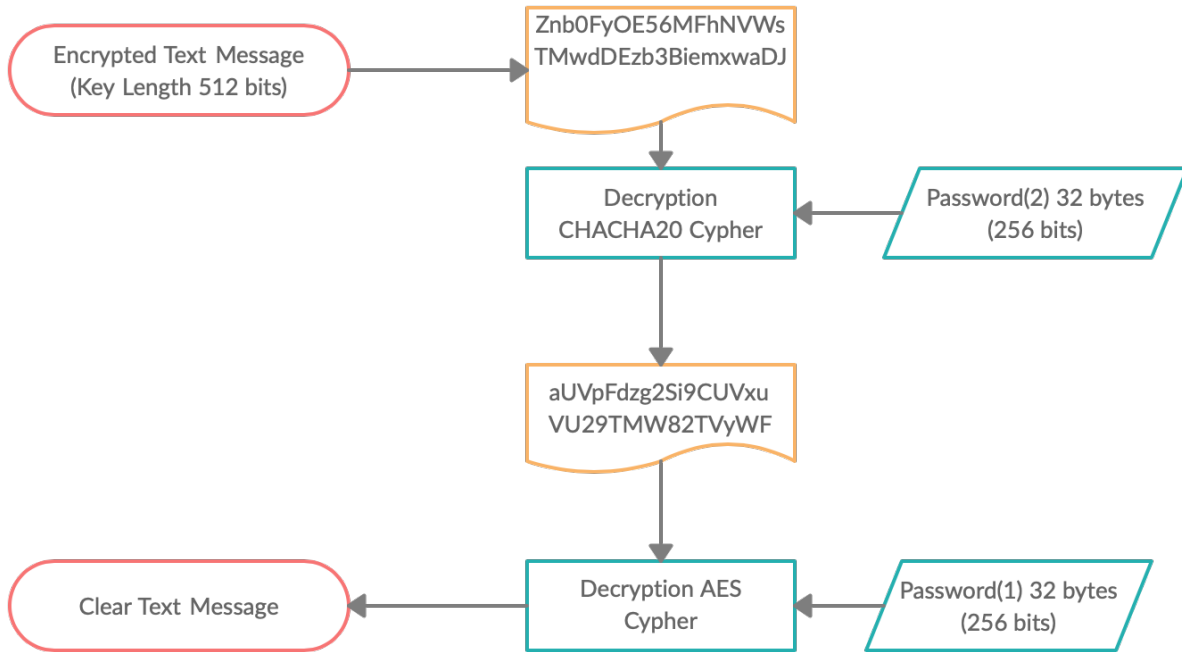 Encrypted Text Message
(Key Length 512 bits)
Znb0FyOE56MFhNVWs
TMwdDEzb3BiemxwaDJ
Decryption
CHACHA20 Cypher
Password(2) 32 bytes
(256 bits)
aUVpFdzg2Si9CUVxu
VU29TMW82TVyWF
Clear Text Message
Decryption AES
Cypher
Password(1) 32 bytes
(256 bits)